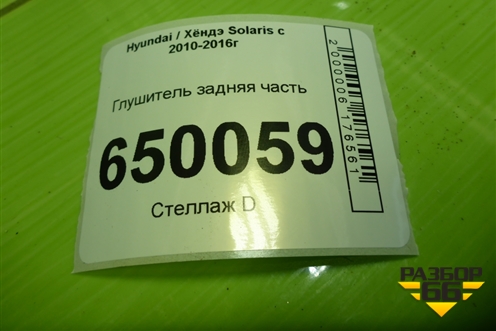 Hyundai / Хёндэ Solaris с
2010-2016г
Глушитель задняя часть
650059
Стеллаж D
2000006176561
РАЗБОР
66